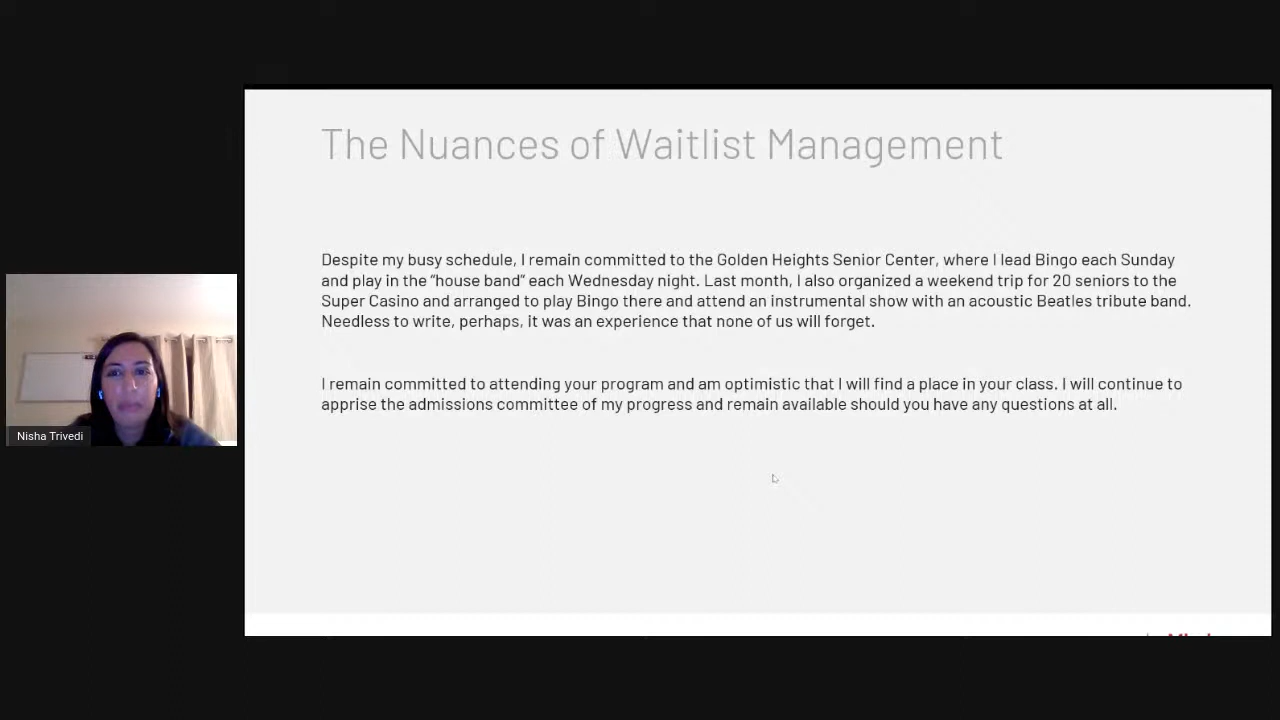 The Nuances of Waitlist Management
Despite my busy schedule, I remain committed to the Golden Heights Senior Center, where I lead Bingo each Sunday
and play in the “house band” each Wednesday night. Last month, I also organized a weekend trip for 20 seniors to the
Super Casino and arranged to play Bingo there and attend an instrumental show with an acoustic Beatles tribute band.
Needless to write, perhaps, it was an experience that none of us will forget.
I remain committed to attending your program and am optimistic that I will find a place in your class. I will continue to
apprise the admissions committee of my progress and remain available should you have any questions at all.
Nisha Trivedi